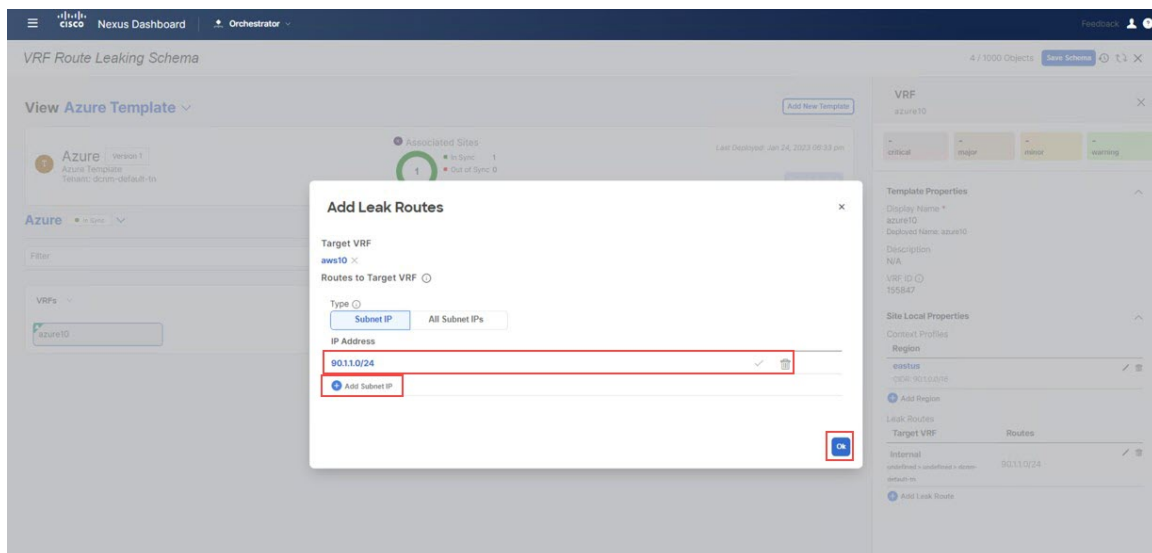 cisco Nexus Dashboard Orchestrator Feedback
VRF Route Leaking Schema 4 / 1000 Objects Save Schema
View Azure Template Add New Template
Azure Version 1
Azure Template
Tenant: dcnm-default-tn
Associated Sites
1
In Sync 1
Out of Sync 0
Last Deployed: Jan 24, 2023 08:33 pm
Azure In Sync
Filter
VRFs
azure10
Add Leak Routes
Target VRF
aws10
Routes to Target VRF
Type
Subnet IP All Subnet IPs
IP Address
90.1.1.0/24
Add Subnet IP
Ok
VRF
azure10
- - - -
critical major minor warning
Template Properties
Display Name *
azure10
Deployed Name: azure10
Description
N/A
VRF ID
155847
Site Local Properties
Context Profiles
Region
eastus
Add Region
Leak Routes
Target VRF Routes
Internal
undefined < undefined < dcnm-
default-tn
90.1.1.0/24
Add Leak Route